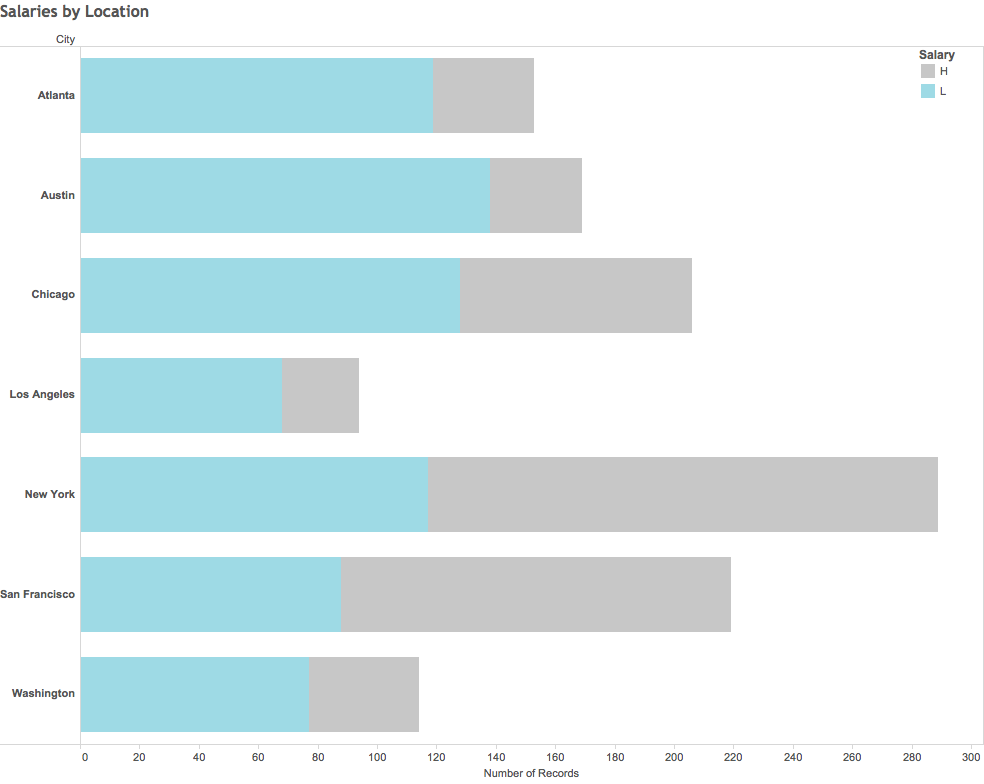 Salaries by Location
City
Salary
H
L
Atlanta
Austin
Chicago
Los Angeles
New York
San Francisco
Washington
0 20 40 60 80 100 120 140 160 180 200 220 240 260 280 300
Number of Records